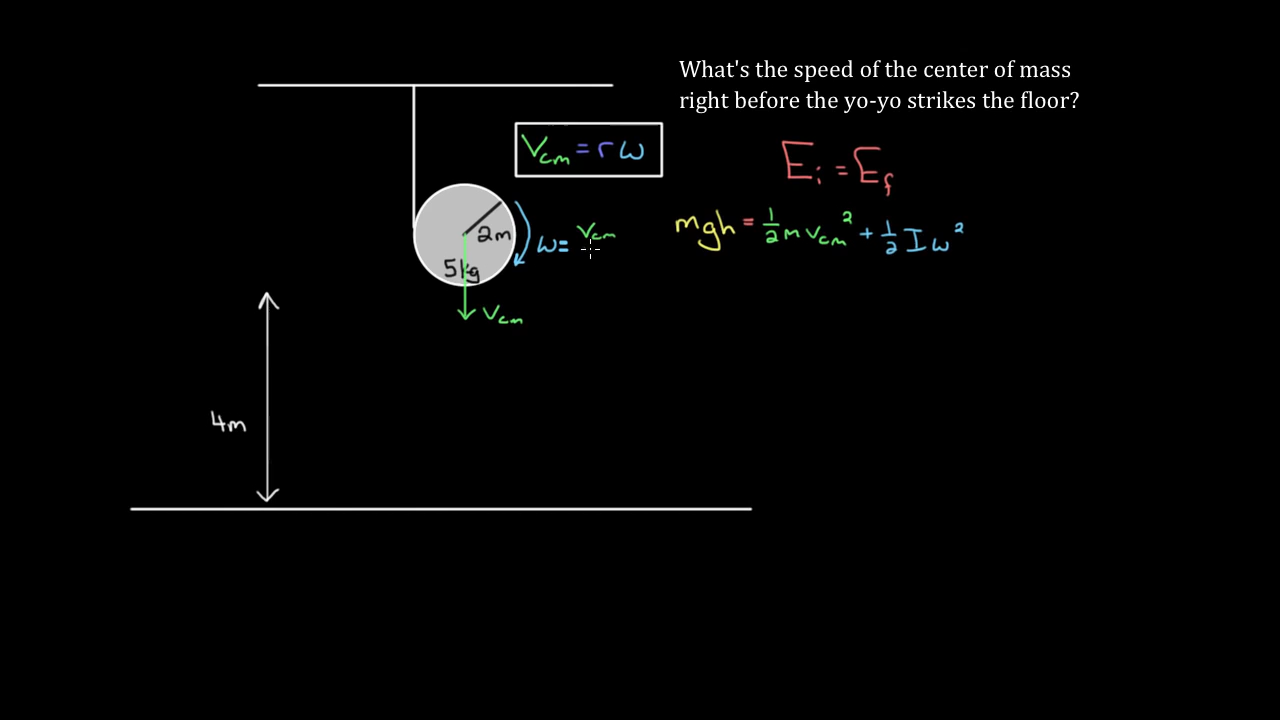 What's the speed of the center of mass
right before the yo-yo strikes the floor?
Vcm = rω
Ei = Ef
mgh = 1/2 m vcm² + 1/2 I ω²
2m
ω = vcm
5kg
vcm
4m